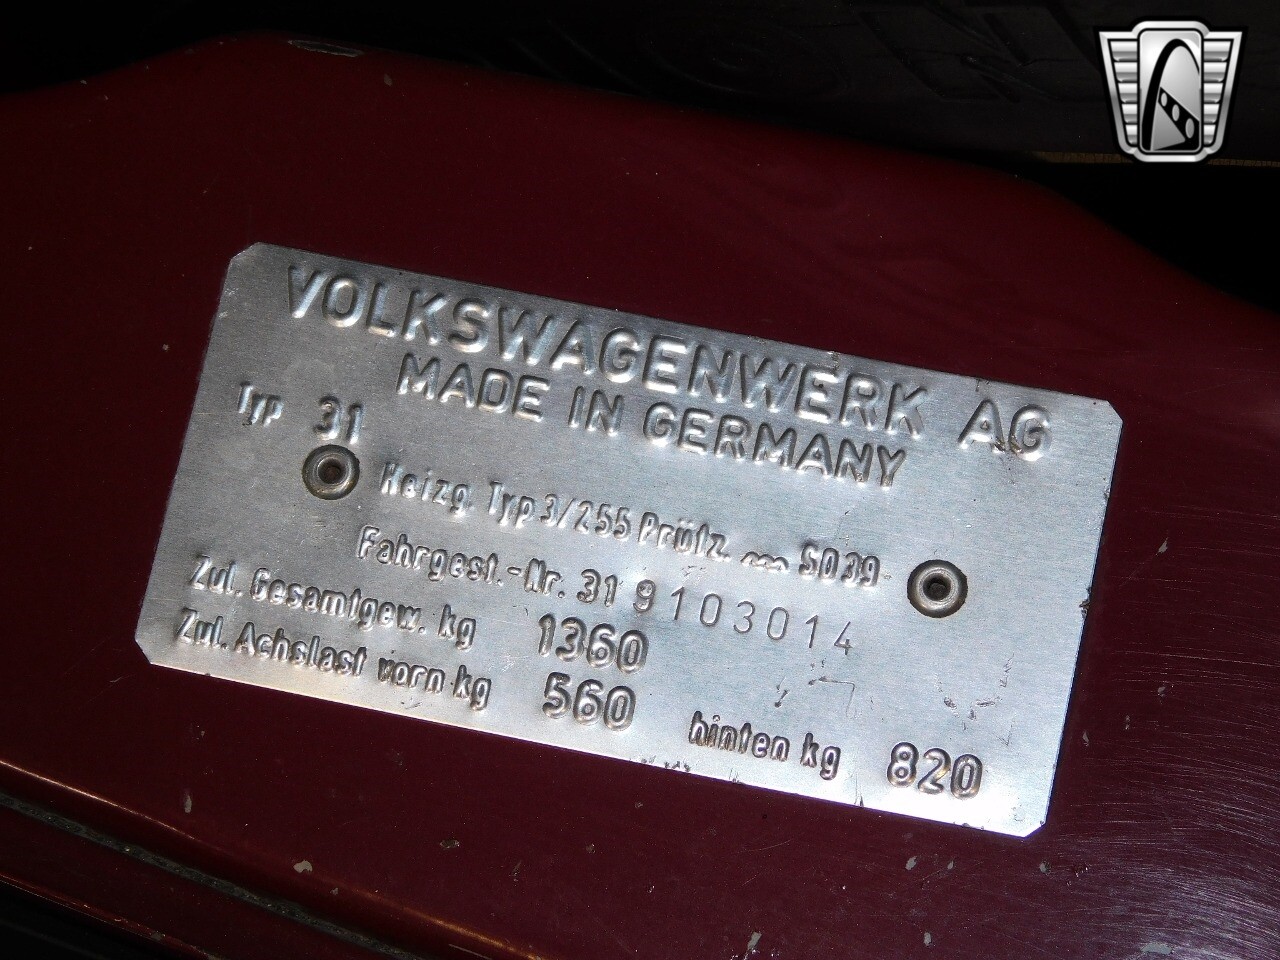 VOLKSWAGENWERK AG
MADE IN GERMANY
Typ 31
Heizg. Typ 3/255 Prüfz. 〰 S039
Fahrgest.-Nr. 31 9103014
Zul. Gesamtgew. kg 1360
Zul. Achslast vorn kg 560 hinten kg 820